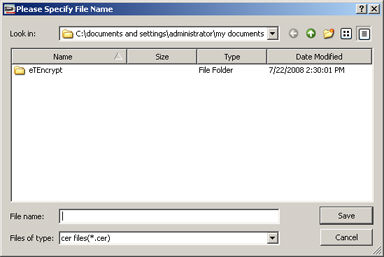 Please Specify File Name
Look in: C:\documents and settings\administrator\my documents
Name Size Type Date Modified
eTEncrypt File Folder 7/22/2008 2:30:01 PM
File name: Save
Files of type: cer files(*.cer) Cancel